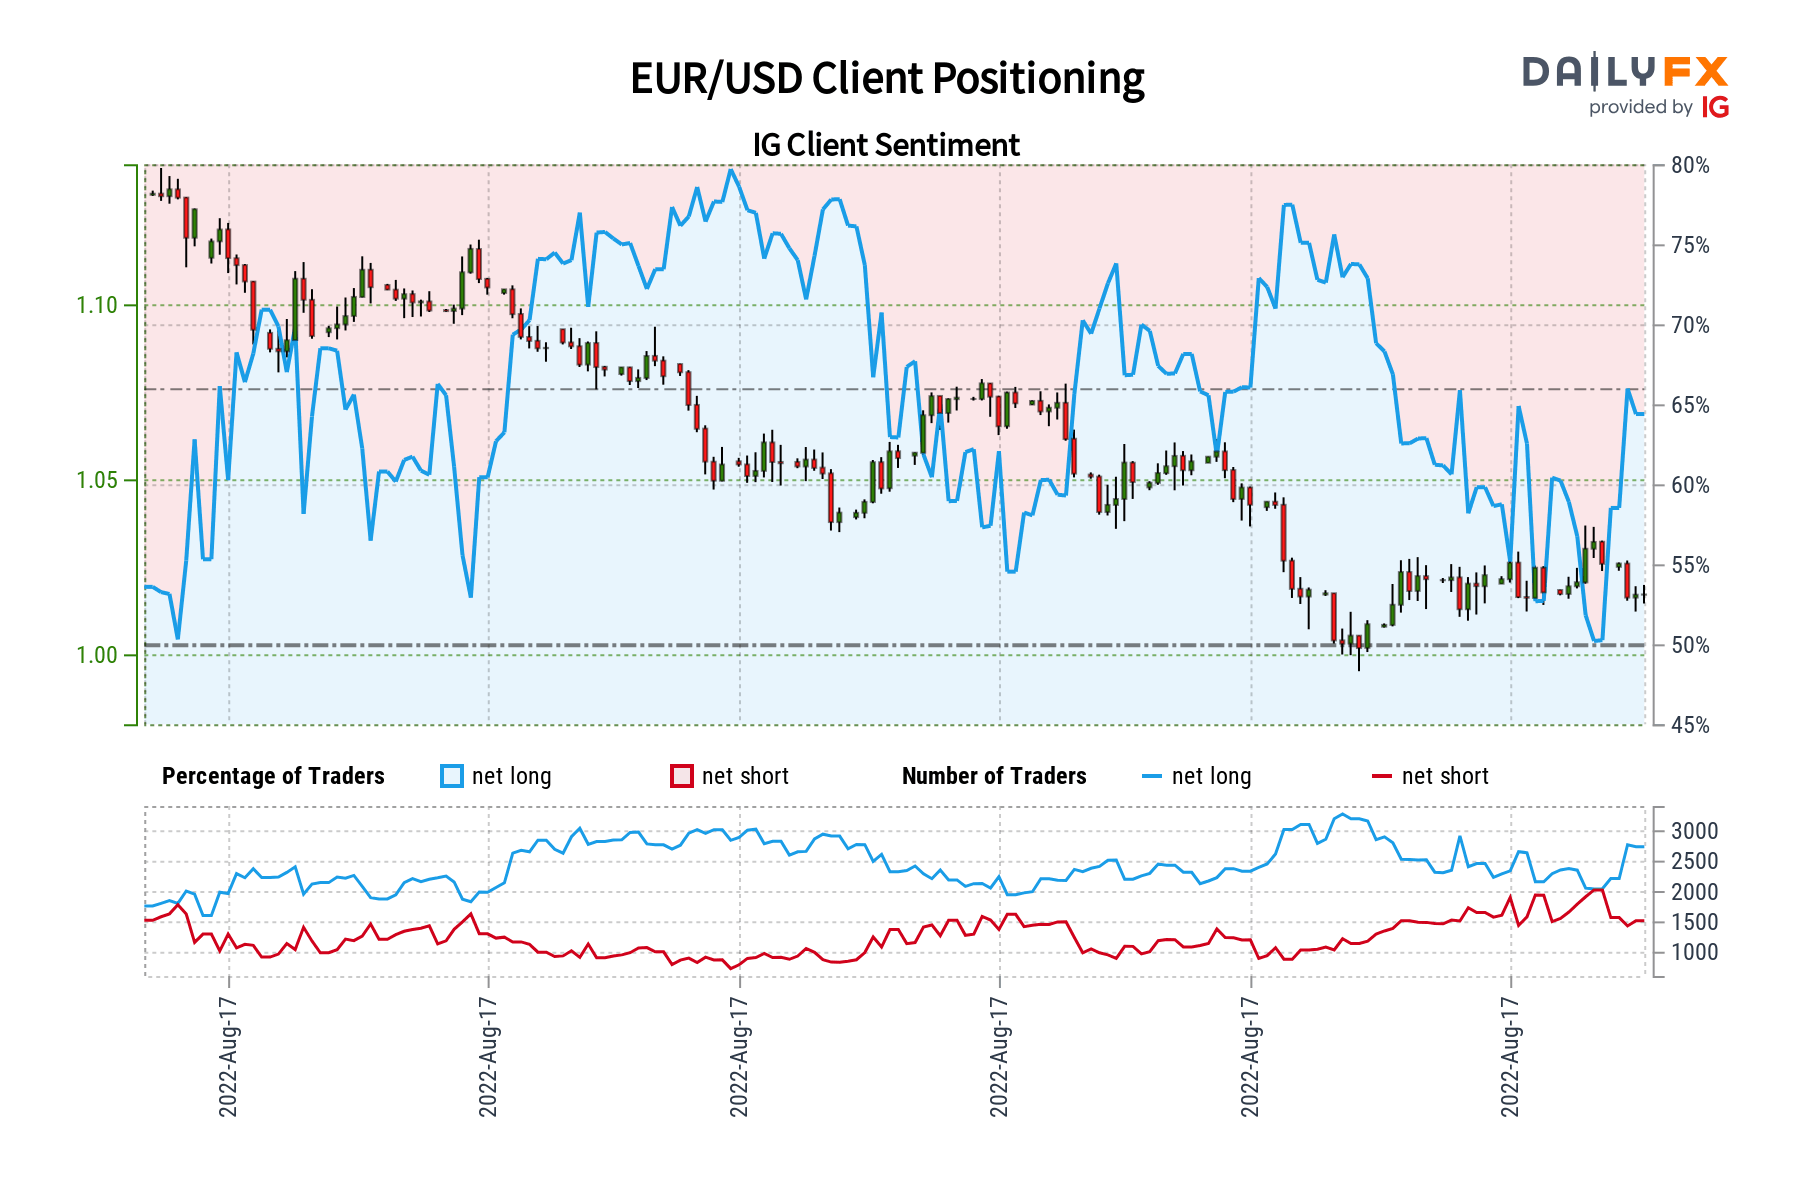 EUR/USD Client Positioning
DAILYFX
provided by IG
IG Client Sentiment
1.10
1.05
1.00
80%
75%
70%
65%
60%
55%
50%
45%
Percentage of Traders net long net short Number of Traders net long net short
3000
2500
2000
1500
1000
2022-Aug-17
2022-Aug-17
2022-Aug-17
2022-Aug-17
2022-Aug-17
2022-Aug-17